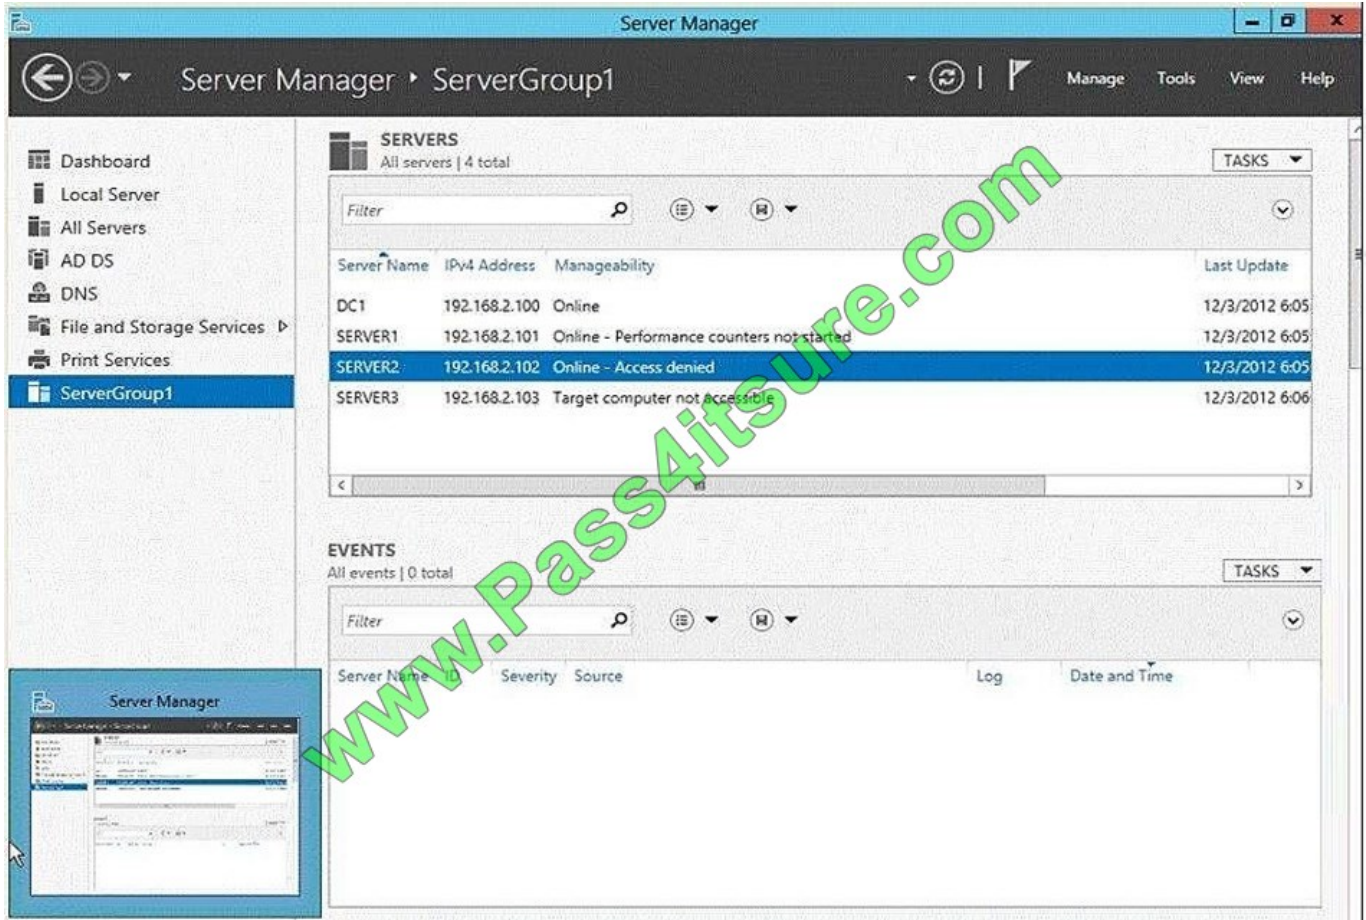 Server Manager
Server Manager ‣ ServerGroup1
Manage Tools View Help
Dashboard
Local Server
All Servers
AD DS
DNS
File and Storage Services
Print Services
ServerGroup1
SERVERS
All servers | 4 total
TASKS
Filter
Server Name IPv4 Address Manageability Last Update
DC1 192.168.2.100 Online 12/3/2012 6:05
SERVER1 192.168.2.101 Online - Performance counters not started 12/3/2012 6:05
SERVER2 192.168.2.102 Online - Access denied 12/3/2012 6:05
SERVER3 192.168.2.103 Target computer not accessible 12/3/2012 6:06
EVENTS
All events | 0 total
TASKS
Filter
Server Name ID Severity Source Log Date and Time
Server Manager
www.Pass4itsure.com